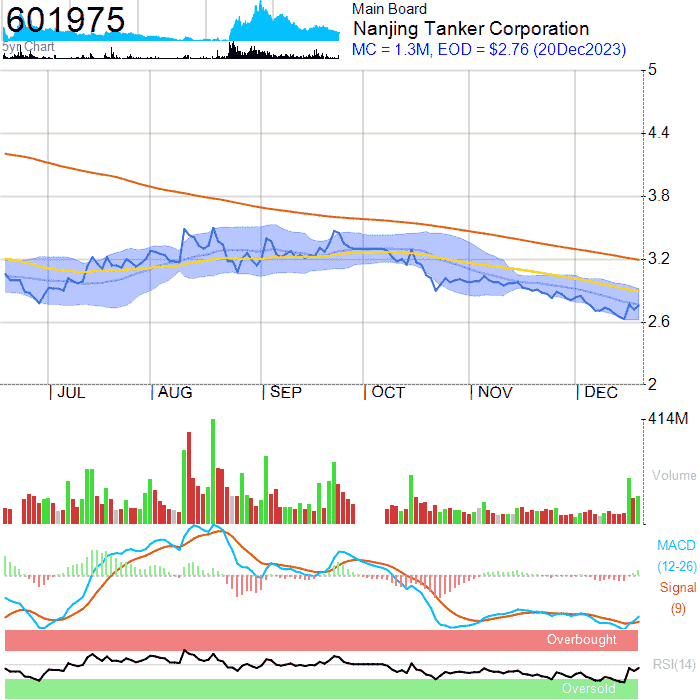 601975
5yr Chart
Main Board
Nanjing Tanker Corporation
MC = 1.3M, EOD = $2.76 (20Dec2023)
5
4.4
3.8
3.2
2.6
2
JUL AUG SEP OCT NOV DEC
414M
Volume
MACD
(12-26)
Signal
(9)
Overbought
RSI(14)
Oversold